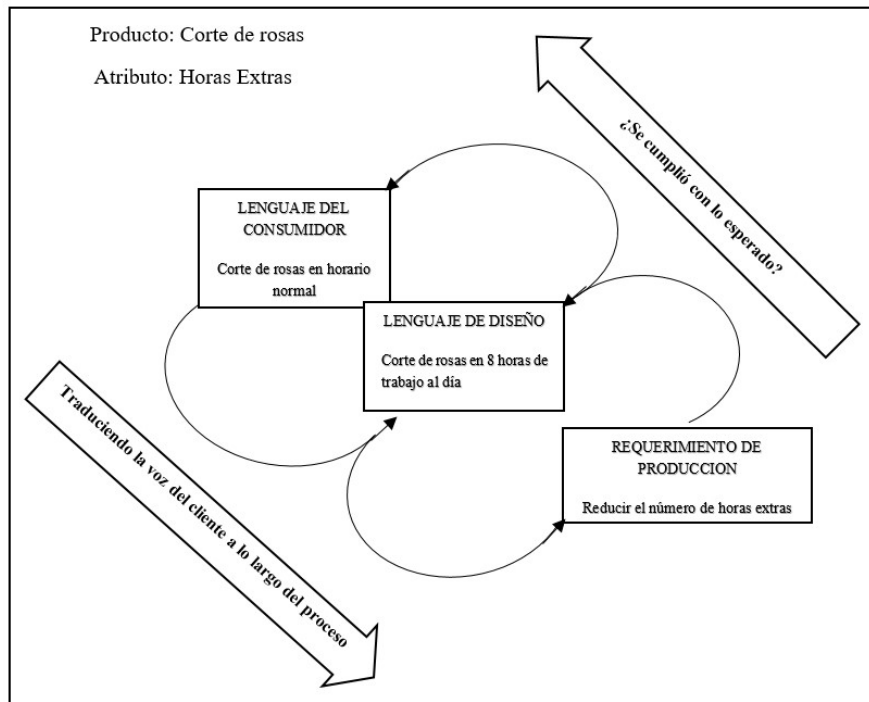 Producto: Corte de rosas
Atributo: Horas Extras
¿Se cumplió con lo esperado?
LENGUAJE DEL
CONSUMIDOR
Corte de rosas en horario
normal
LENGUAJE DE DISEÑO
Corte de rosas en 8 horas de
trabajo al día
Traduciendo la voz del cliente a lo largo del proceso
REQUERIMIENTO DE
PRODUCCION
Reducir el número de horas extras